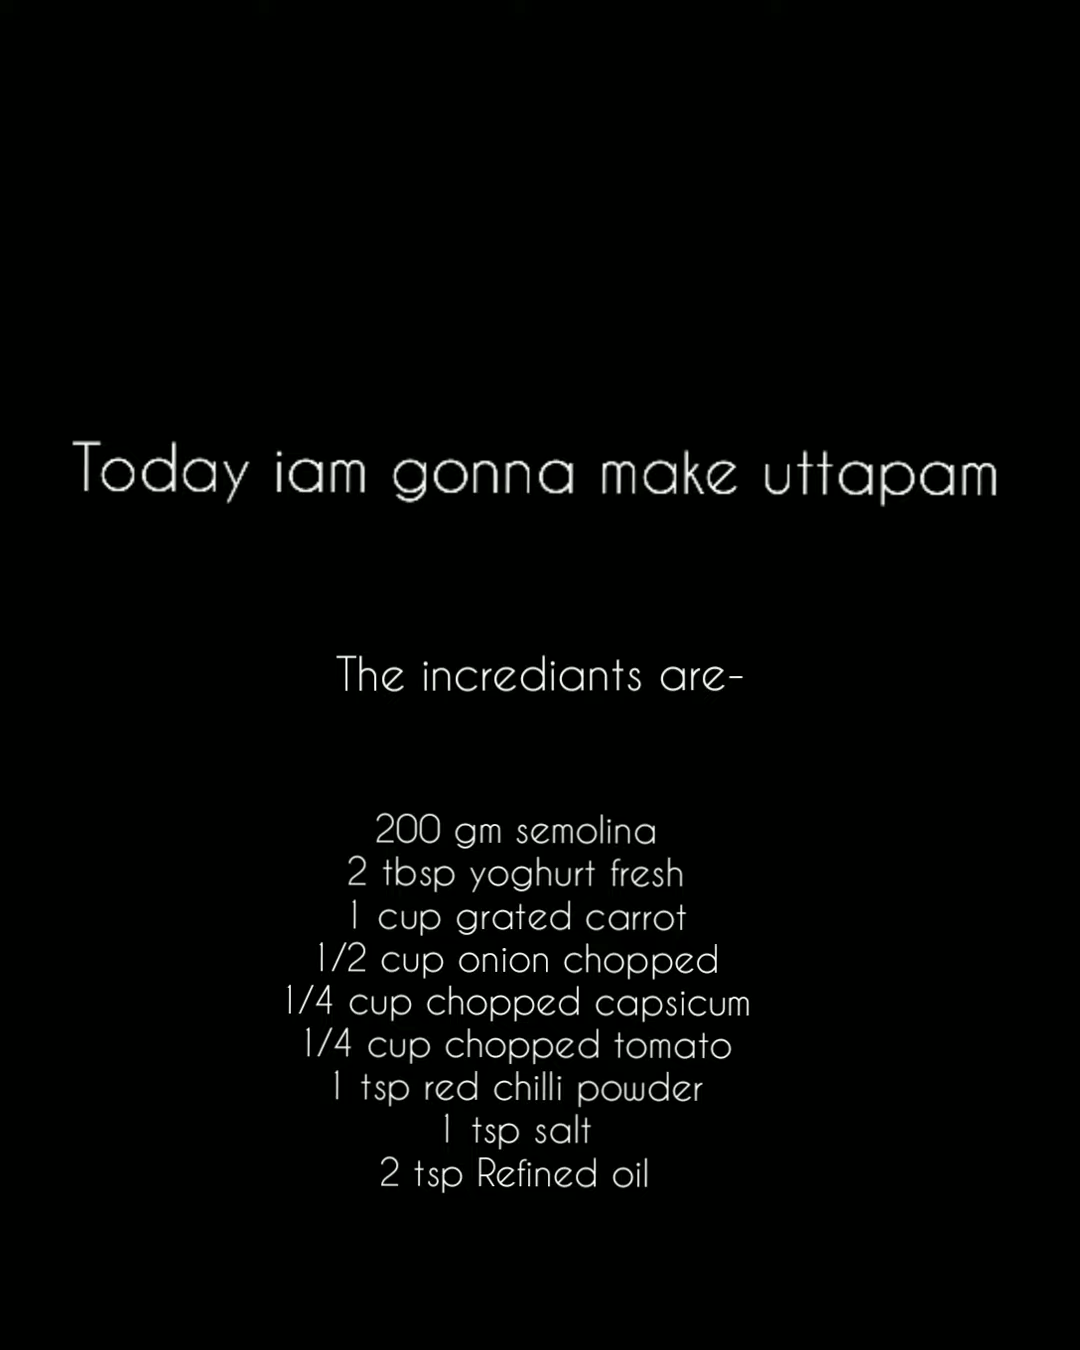 Today iam gonna make uttapam
The incrediants are-
200 gm semolina
2 tbsp yoghurt fresh
1 cup grated carrot
1/2 cup onion chopped
1/4 cup chopped capsicum
1/4 cup chopped tomato
1 tsp red chilli powder
1 tsp salt
2 tsp Refined oil